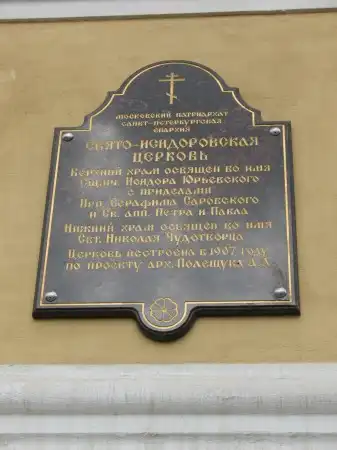 МОСКОВСКИЙ ПАТРИАРХАТ
САНКТ-ПЕТЕРБУРГСКАЯ
ЕПАРХИЯ
СВЯТО-ИСИДОРОВСКАЯ
ЦЕРКОВЬ
ВЕРХНИЙ ХРАМ ОСВЯЩЕН ВО ИМЯ
СЩМЧ. ИСИДОРА ЮРЬЕВСКОГО
С ПРИДЕЛАМИ
ПРП. СЕРАФИМА САРОВСКОГО
И СВ. АПП. ПЕТРА И ПАВЛА
НИЖНИЙ ХРАМ ОСВЯЩЕН ВО ИМЯ
СВТ. НИКОЛАЯ ЧУДОТВОРЦА
ЦЕРКОВЬ ПОСТРОЕНА В 1907 ГОДУ
ПО ПРОЕКТУ АРХ. ПОЛЕЩУКА А.А.